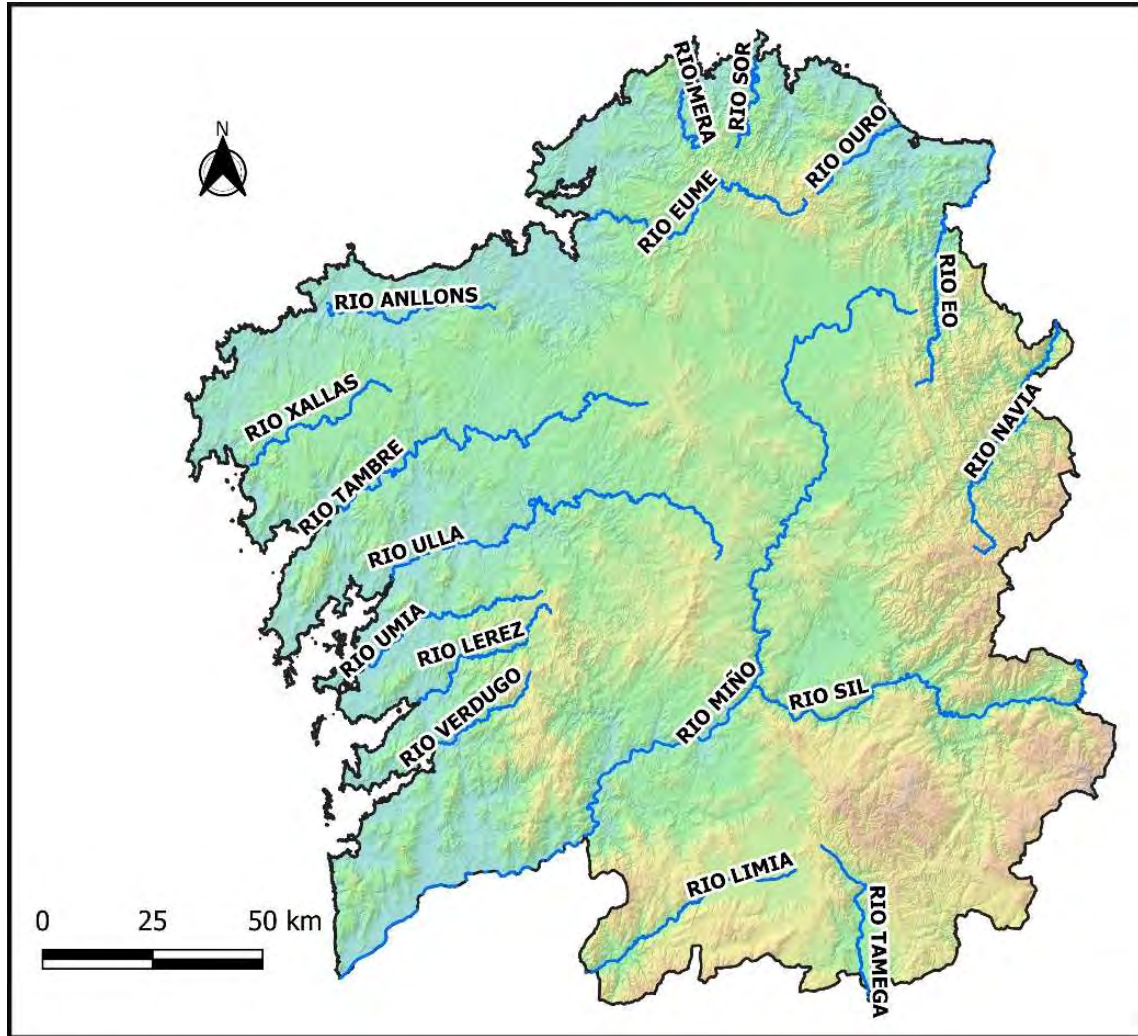 RIO MERA
RIO SOR
RIO OURO
N
RIO EUME
RIO ANLLONS
RIO EO
RIO XALLAS
RIO NAVIA
RIO TAMBRE
RIO ULLA
RIO UMIA
RIO LEREZ
RIO VERDUGO
RIO MIÑO
RIO SIL
RIO LIMIA
RIO TAMEGA
0 25 50 km